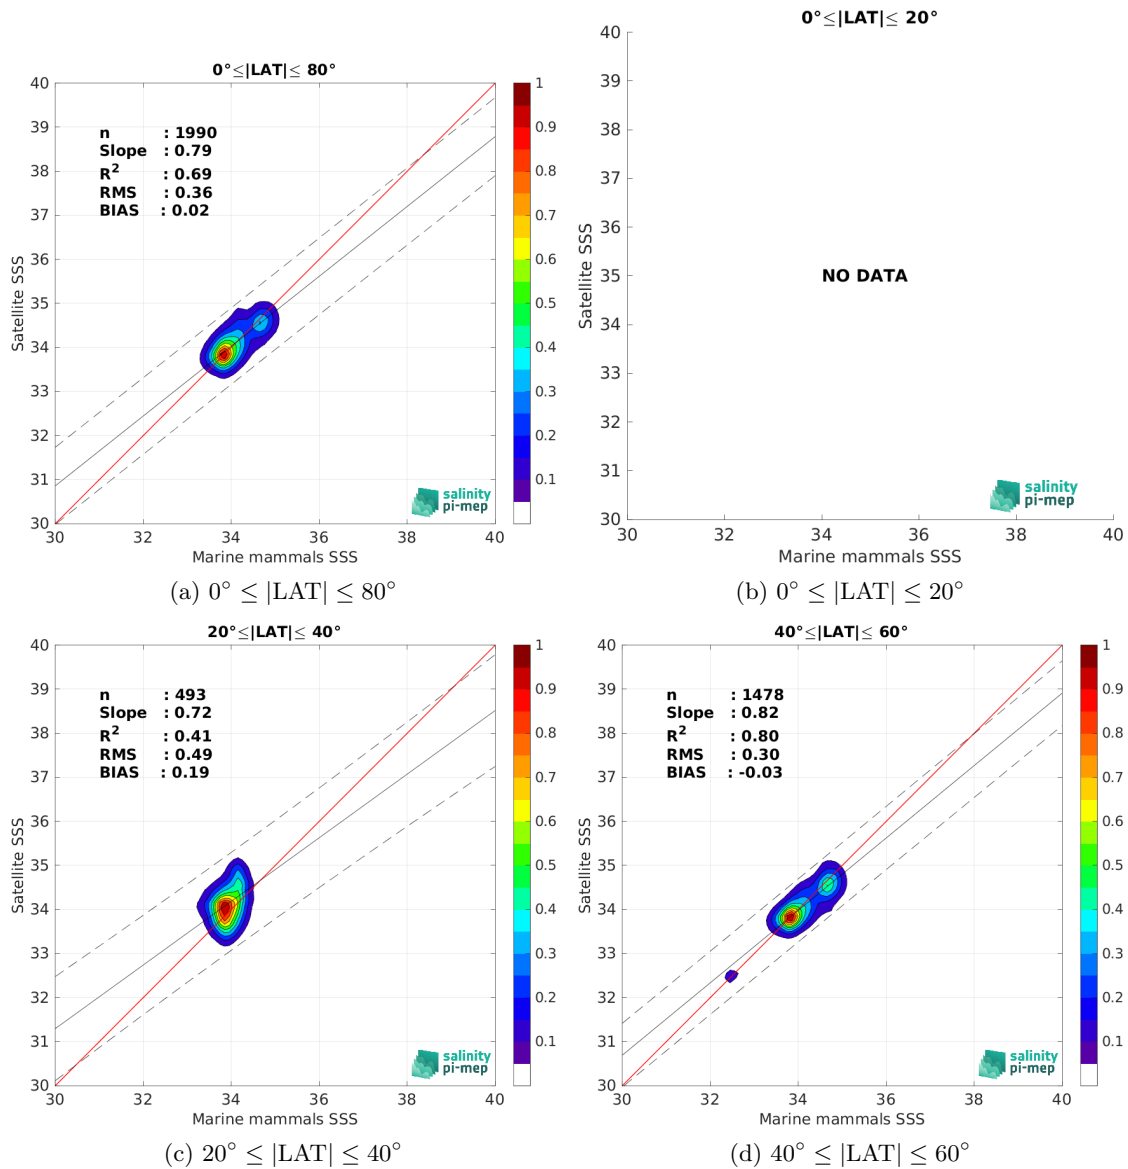 0°≤|LAT|≤ 80°
40
39
38
37
36
35
34
33
32
31
30
Satellite SSS
n : 1990
Slope : 0.79
R² : 0.69
RMS : 0.36
BIAS : 0.02
salinity
pi-mep
30 32 34 36 38 40
Marine mammals SSS
1
0.9
0.8
0.7
0.6
0.5
0.4
0.3
0.2
0.1
(a) 0° ≤ |LAT| ≤ 80°
0°≤|LAT|≤ 20°
40
39
38
37
36
35
34
33
32
31
30
Satellite SSS
NO DATA
salinity
pi-mep
30 32 34 36 38 40
Marine mammals SSS
(b) 0° ≤ |LAT| ≤ 20°
20°≤|LAT|≤ 40°
40
39
38
37
36
35
34
33
32
31
30
Satellite SSS
n : 493
Slope : 0.72
R² : 0.41
RMS : 0.49
BIAS : 0.19
salinity
pi-mep
30 32 34 36 38 40
Marine mammals SSS
1
0.9
0.8
0.7
0.6
0.5
0.4
0.3
0.2
0.1
(c) 20° ≤ |LAT| ≤ 40°
40°≤|LAT|≤ 60°
40
39
38
37
36
35
34
33
32
31
30
Satellite SSS
n : 1478
Slope : 0.82
R² : 0.80
RMS : 0.30
BIAS : -0.03
salinity
pi-mep
30 32 34 36 38 40
Marine mammals SSS
1
0.9
0.8
0.7
0.6
0.5
0.4
0.3
0.2
0.1
(d) 40° ≤ |LAT| ≤ 60°